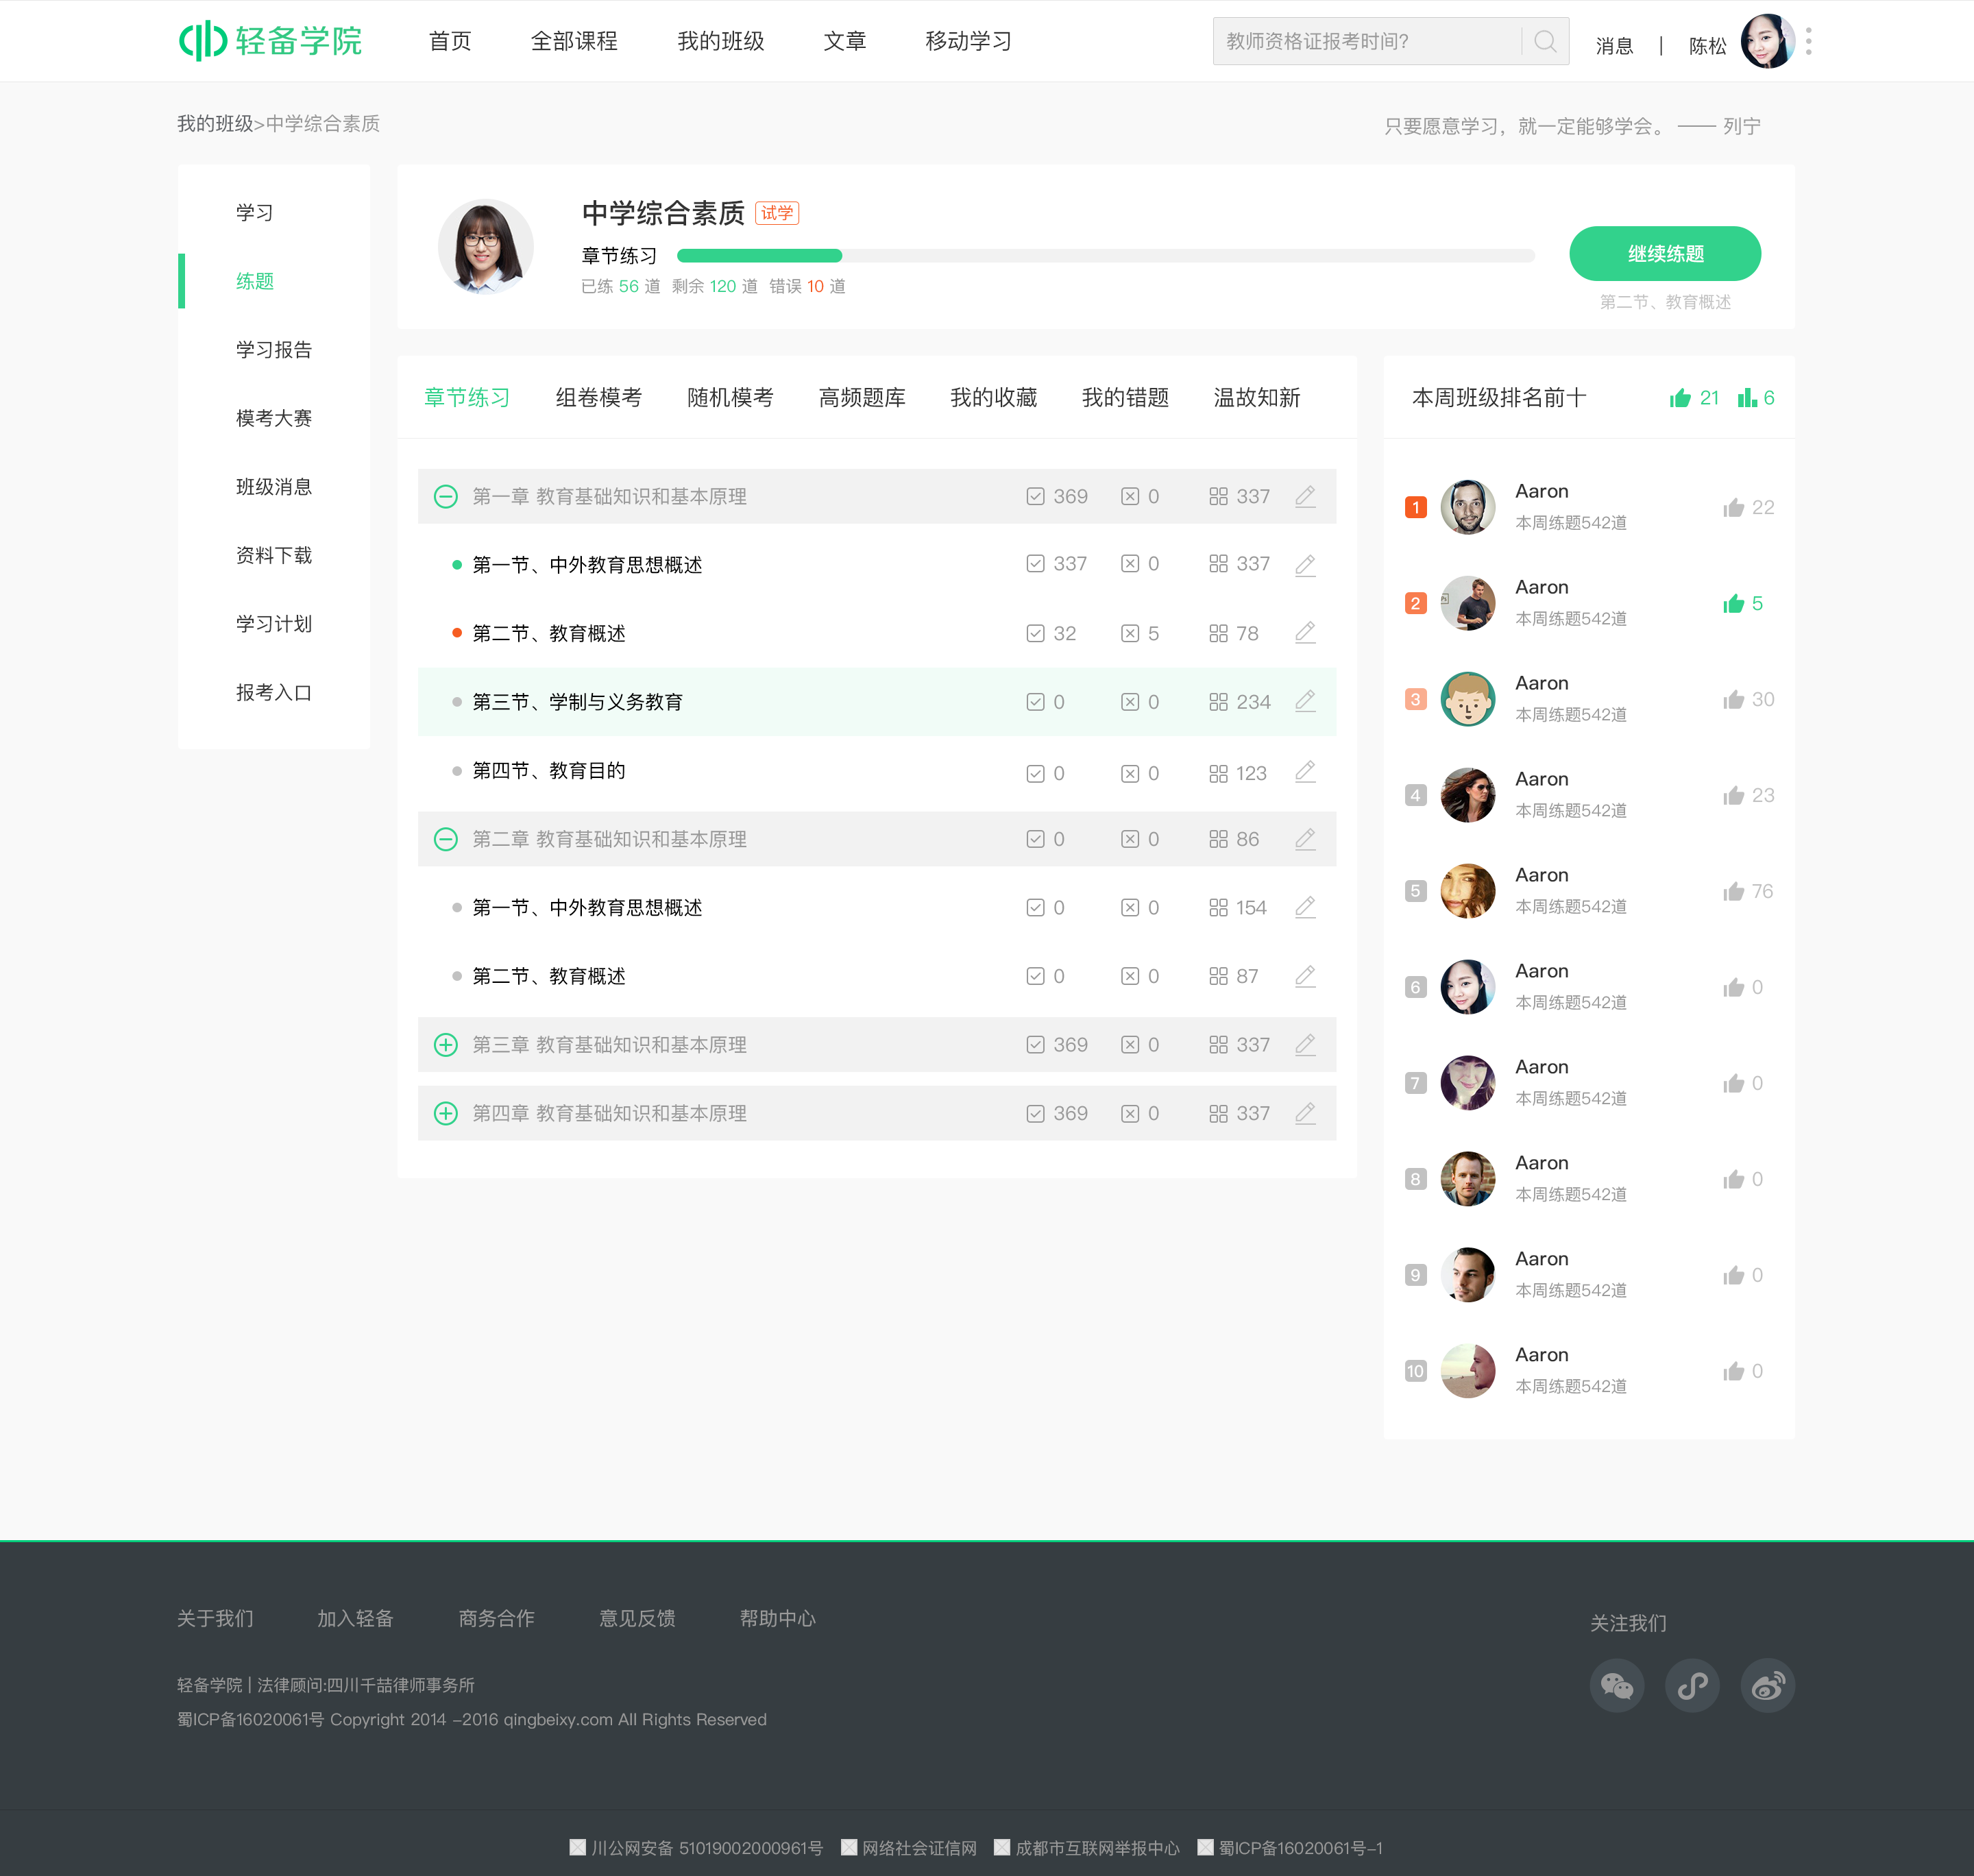 轻备学院 首页 全部课程 我的班级 文章 移动学习 教师资格证报考时间? 消息 | 陈松
我的班级>中学综合素质 只要愿意学习，就一定能够学会。 —— 列宁
学习
练题
学习报告
模考大赛
班级消息
资料下载
学习计划
报考入口
中学综合素质 试学
章节练习
已练 56 道 剩余 120 道 错误 10 道
继续练题
第二节、教育概述
章节练习 组卷模考 随机模考 高频题库 我的收藏 我的错题 温故知新
第一章 教育基础知识和基本原理 369 0 337
第一节、中外教育思想概述 337 0 337
第二节、教育概述 32 5 78
第三节、学制与义务教育 0 0 234
第四节、教育目的 0 0 123
第二章 教育基础知识和基本原理 0 0 86
第一节、中外教育思想概述 0 0 154
第二节、教育概述 0 0 87
第三章 教育基础知识和基本原理 369 0 337
第四章 教育基础知识和基本原理 369 0 337
本周班级排名前十 21 6
1 Aaron 22
本周练题542道
2 Aaron 5
本周练题542道
3 Aaron 30
本周练题542道
4 Aaron 23
本周练题542道
5 Aaron 76
本周练题542道
6 Aaron 0
本周练题542道
7 Aaron 0
本周练题542道
8 Aaron 0
本周练题542道
9 Aaron 0
本周练题542道
10 Aaron 0
本周练题542道
关于我们 加入轻备 商务合作 意见反馈 帮助中心
关注我们
轻备学院 | 法律顾问:四川千喆律师事务所
蜀ICP备16020061号 Copyright 2014 -2016 qingbeixy.com All Rights Reserved
川公网安备 51019002000961号 网络社会证信网 成都市互联网举报中心 蜀ICP备16020061号-1